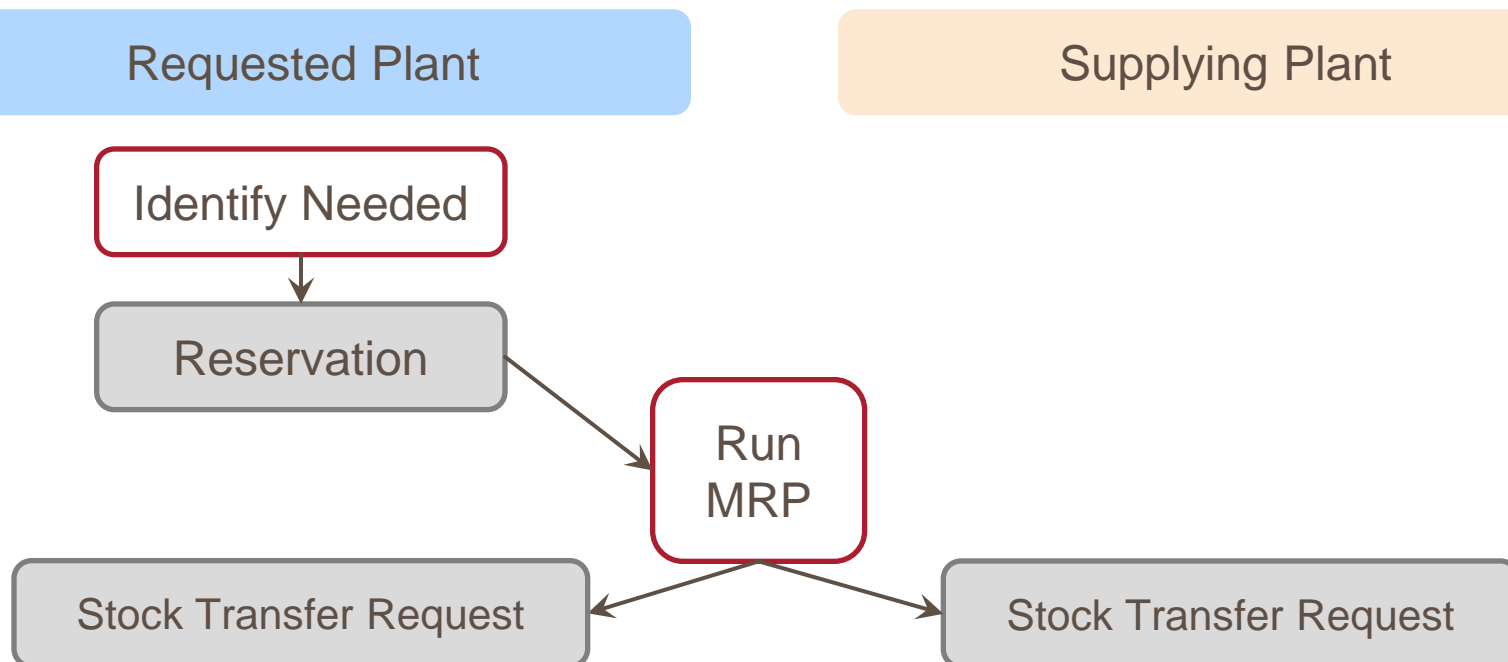 Requested Plant
Supplying Plant
Identify Needed
Reservation
Run
MRP
Stock Transfer Request
Stock Transfer Request